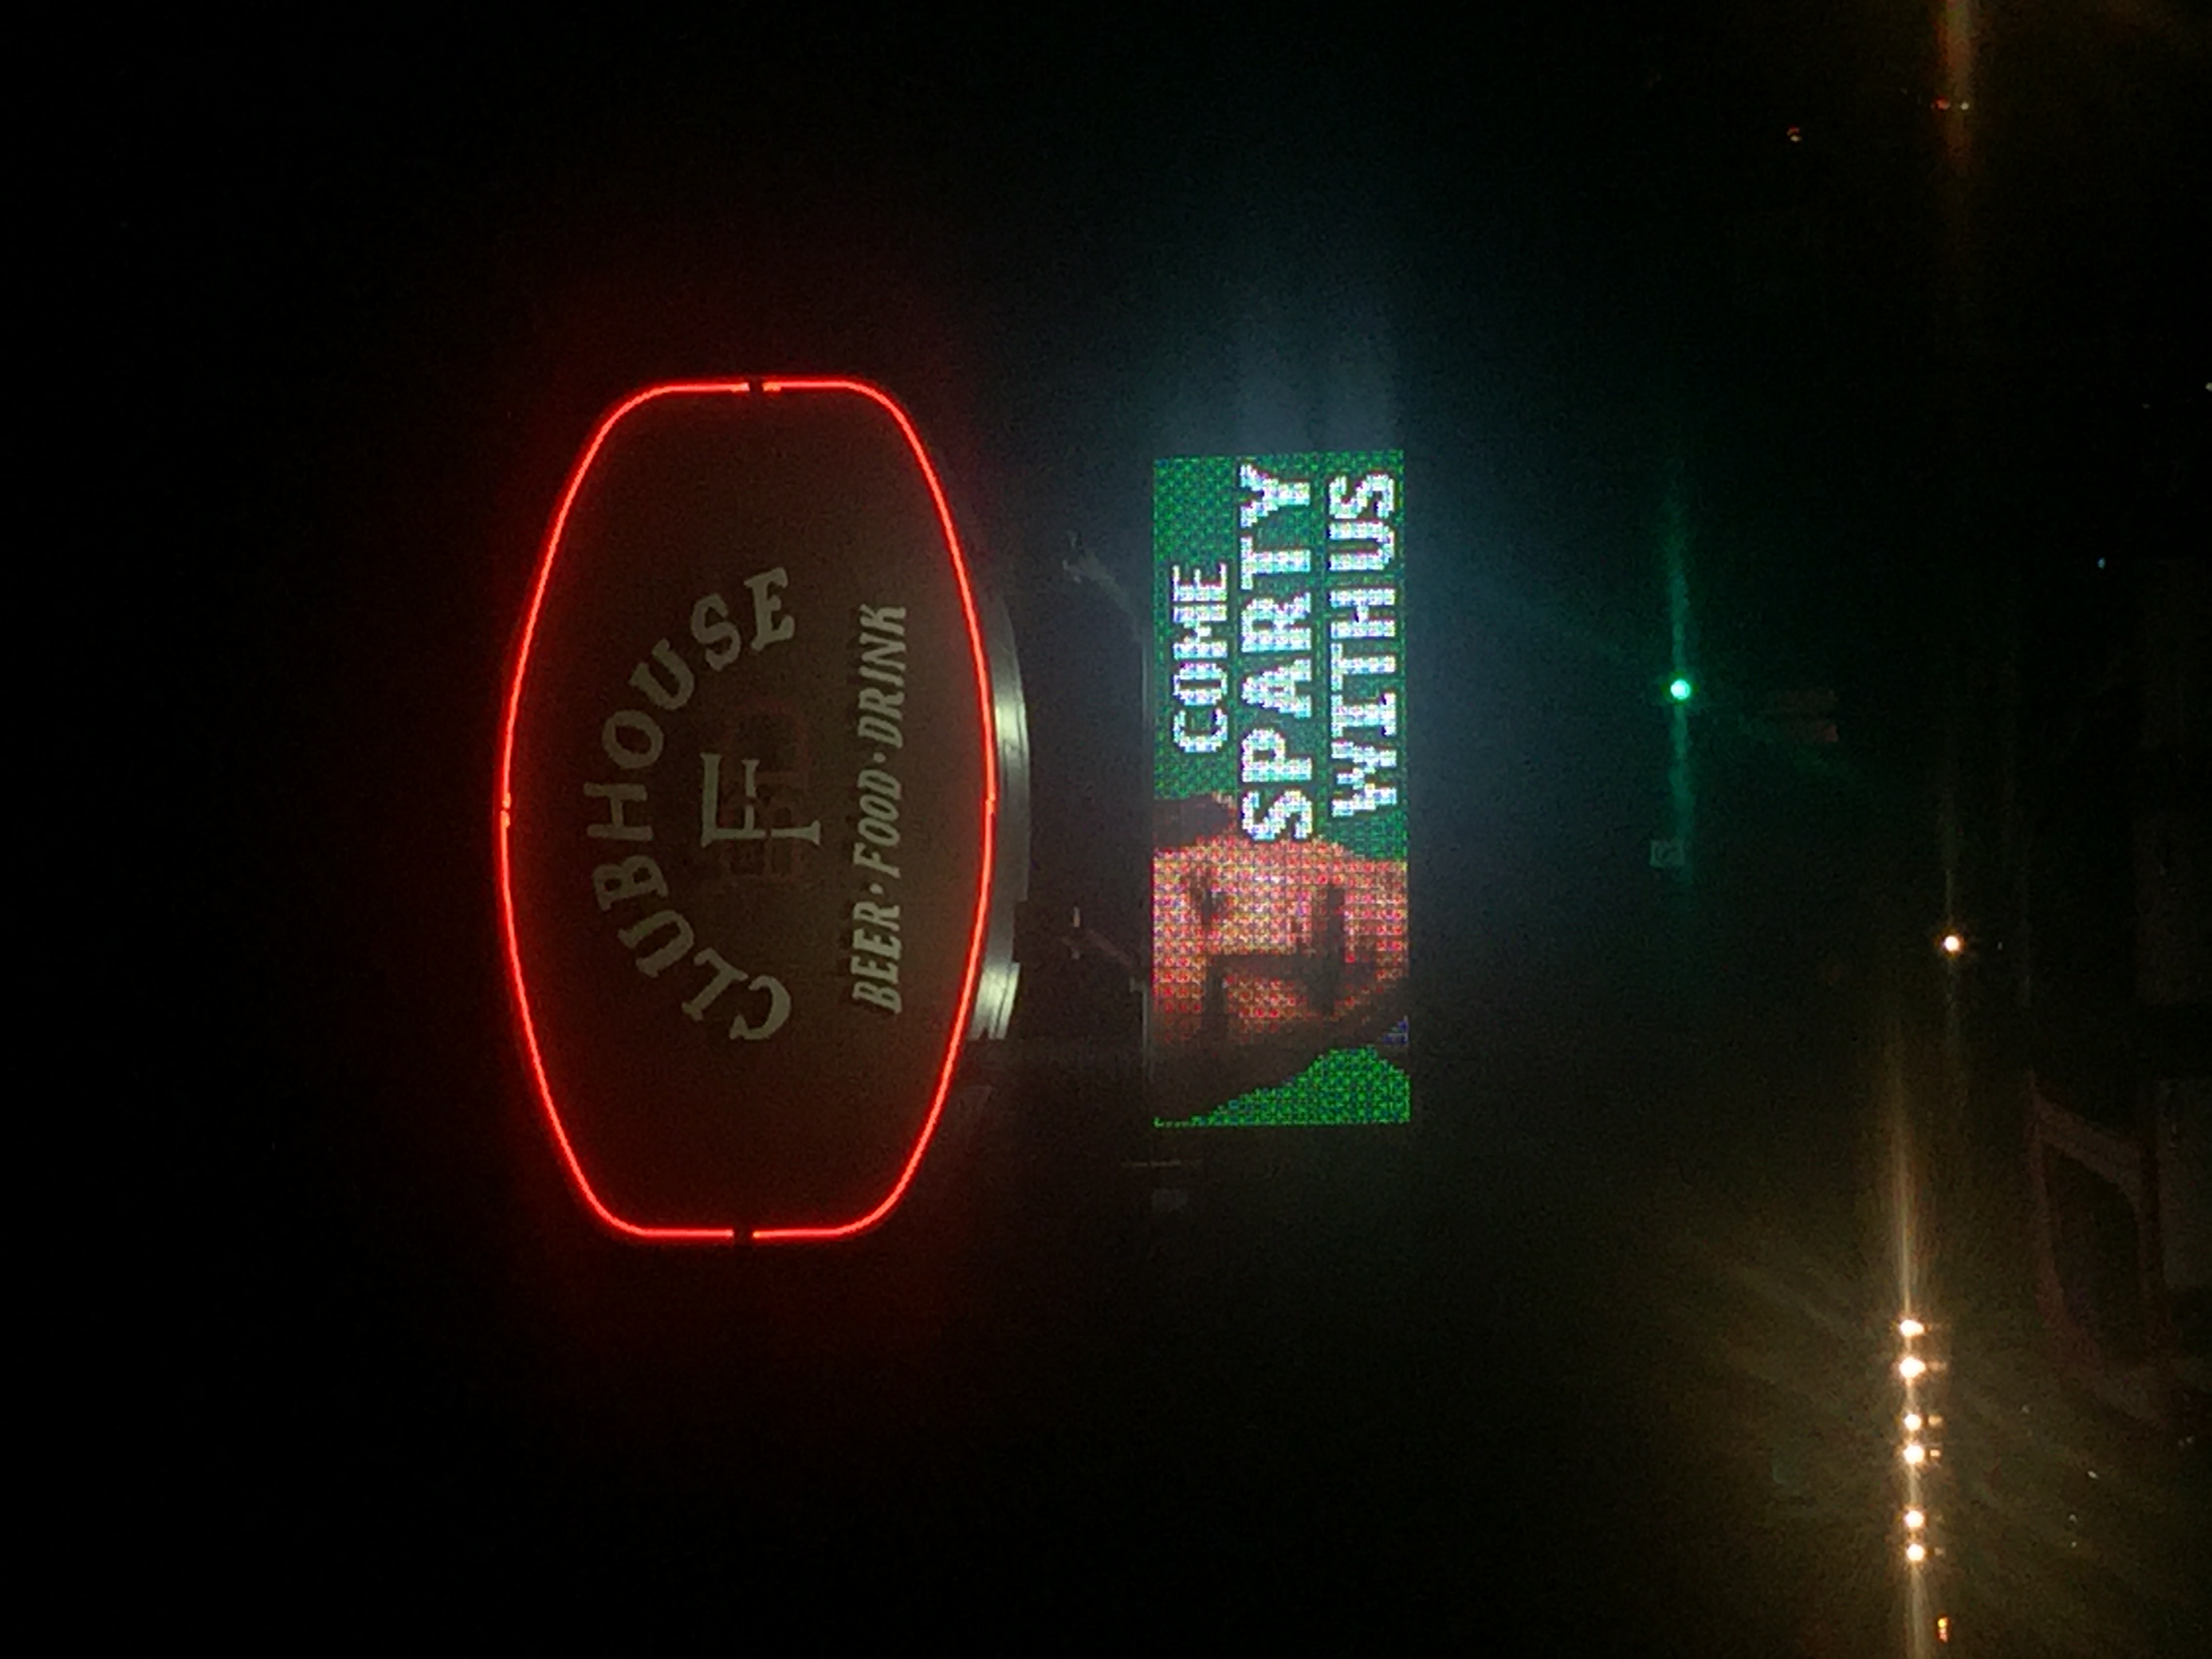 CLUBHOUSE
BEER·FOOD·DRINK
COME
SPARTY
WITH US